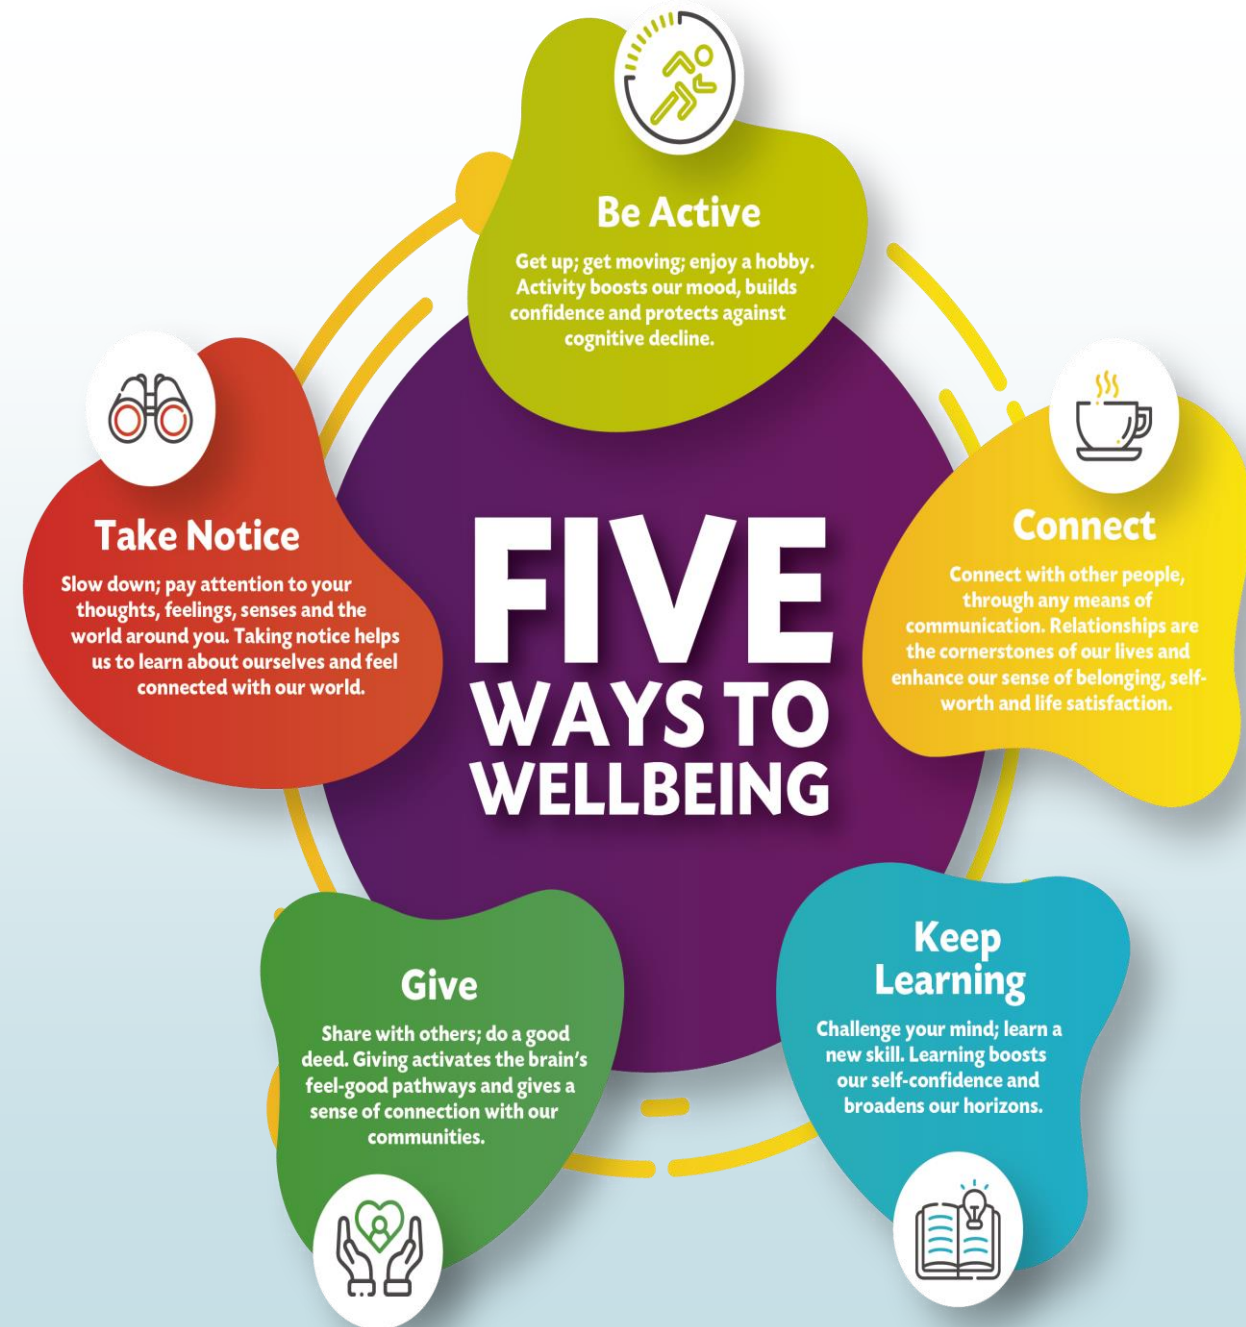 Be Active
Get up; get moving; enjoy a hobby.
Activity boosts our mood, builds
confidence and protects against
cognitive decline.
Take Notice
Slow down; pay attention to your
thoughts, feelings, senses and the
world around you. Taking notice helps
us to learn about ourselves and feel
connected with our world.
FIVE
WAYS TO
WELLBEING
Connect
Connect with other people,
through any means of
communication. Relationships are
the cornerstones of our lives and
enhance our sense of belonging, self-
worth and life satisfaction.
Give
Share with others; do a good
deed. Giving activates the brain’s
feel-good pathways and gives a
sense of connection with our
communities.
Keep
Learning
Challenge your mind; learn a
new skill. Learning boosts
our self-confidence and
broadens our horizons.